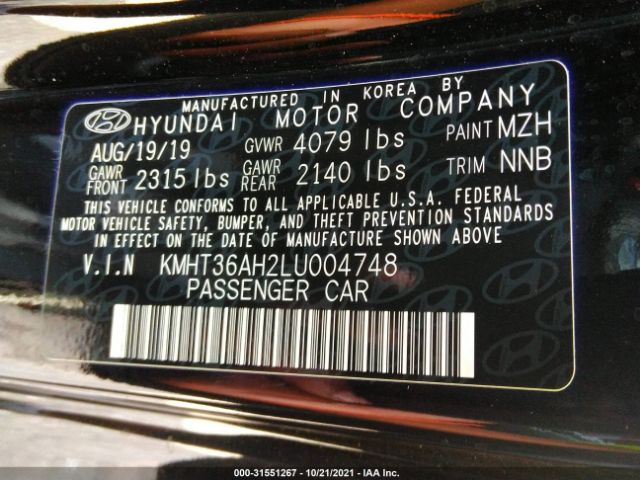 MANUFACTURED IN KOREA BY
HYUNDAI MOTOR COMPANY
AUG/19/19 GVWR 4079 lbs PAINT MZH
GAWR FRONT 2315 lbs GAWR REAR 2140 lbs TRIM NNB
THIS VEHICLE CONFORMS TO ALL APPLICABLE U.S.A. FEDERAL
MOTOR VEHICLE SAFETY, BUMPER, AND THEFT PREVENTION STANDARDS
IN EFFECT ON THE DATE OF MANUFACTURE SHOWN ABOVE
V.I.N KMHT36AH2LU004748
PASSENGER CAR
000-31551267 - 10/21/2021 - IAA Inc.